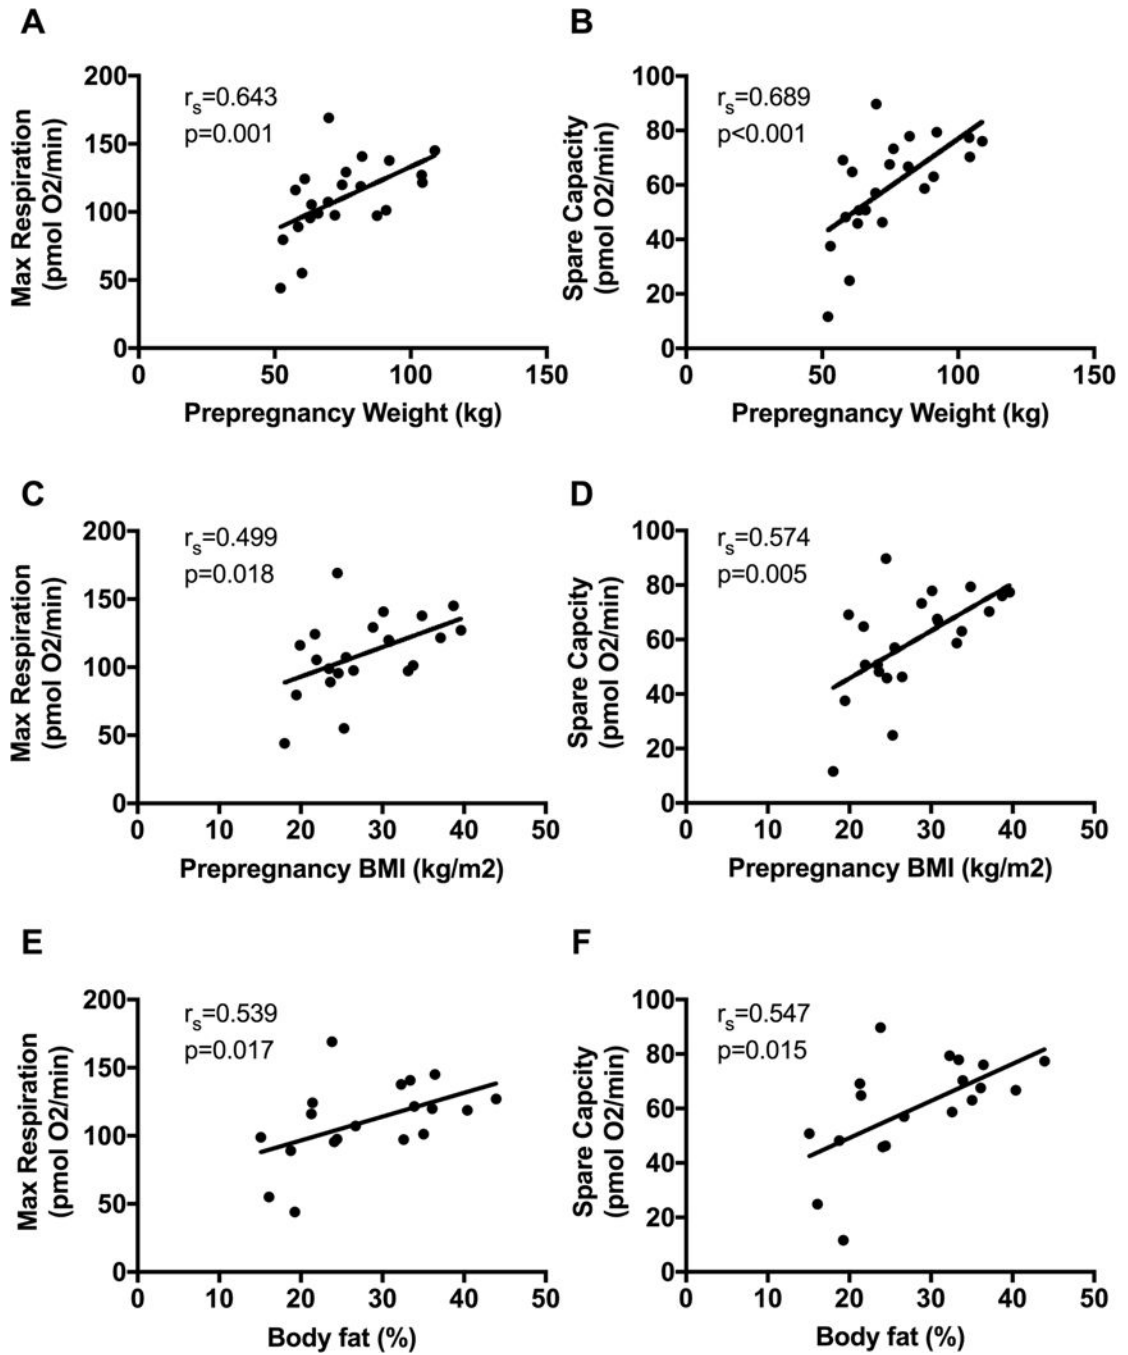 A
Max Respiration
(pmol O2/min)
200
150
100
50
0
rs=0.643
p=0.001
0 50 100 150
Prepregnancy Weight (kg)
B
Spare Capacity
(pmol O2/min)
100
80
60
40
20
0
rs=0.689
p<0.001
0 50 100 150
Prepregnancy Weight (kg)
C
Max Respiration
(pmol O2/min)
200
150
100
50
0
rs=0.499
p=0.018
0 10 20 30 40 50
Prepregnancy BMI (kg/m2)
D
Spare Capcity
(pmol O2/min)
100
80
60
40
20
0
rs=0.574
p=0.005
0 10 20 30 40 50
Prepregnancy BMI (kg/m2)
E
Max Respiration
(pmol O2/min)
200
150
100
50
0
rs=0.539
p=0.017
0 10 20 30 40 50
Body fat (%)
F
Spare Capcity
(pmol O2/min)
100
80
60
40
20
0
rs=0.547
p=0.015
0 10 20 30 40 50
Body fat (%)